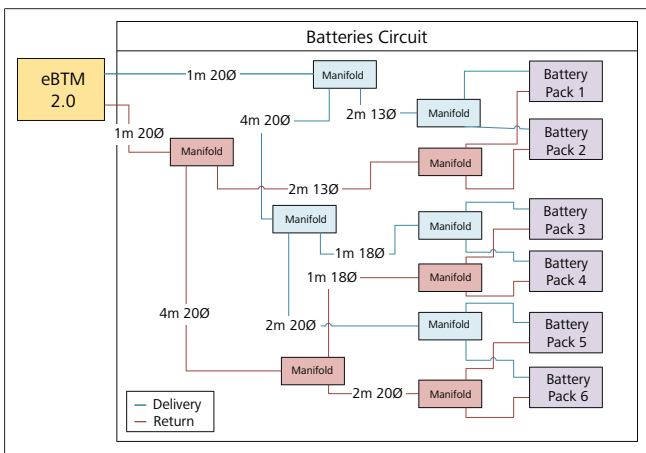 Batteries Circuit
eBTM
2.0
1m 20Ø
Manifold
Battery
Pack 1
4m 20Ø
2m 13Ø
Manifold
1m 20Ø
Battery
Pack 2
Manifold
Manifold
2m 13Ø
Manifold
Battery
Pack 3
Manifold
1m 18Ø
Battery
Pack 4
1m 18Ø
Manifold
4m 20Ø
2m 20Ø
Manifold
Battery
Pack 5
Manifold
Battery
Pack 6
2m 20Ø
Manifold
Delivery
Return